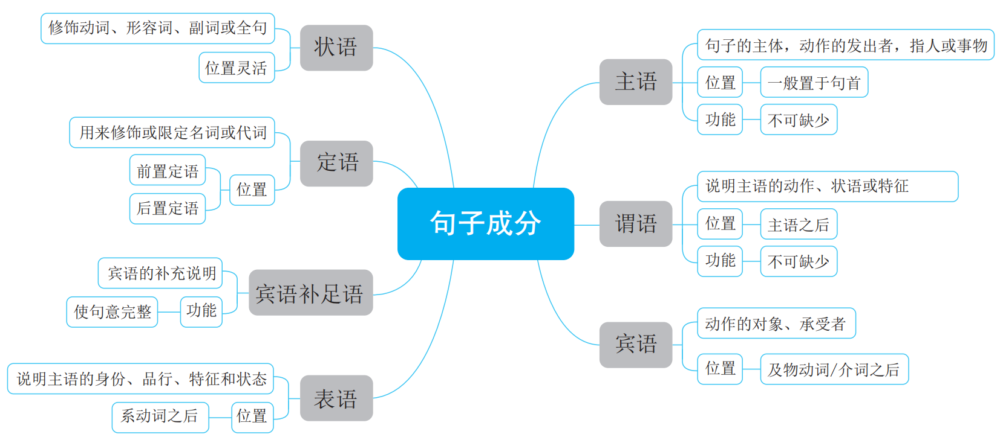 句子成分
主语
句子的主体，动作的发出者，指人或事物
位置
一般置于句首
功能
不可缺少
谓语
说明主语的动作、状语或特征
位置
主语之后
功能
不可缺少
宾语
动作的对象、承受者
位置
及物动词/介词之后
状语
修饰动词、形容词、副词或全句
位置灵活
定语
用来修饰或限定名词或代词
位置
前置定语
后置定语
宾语补足语
宾语的补充说明
功能
使句意完整
表语
说明主语的身份、品行、特征和状态
位置
系动词之后